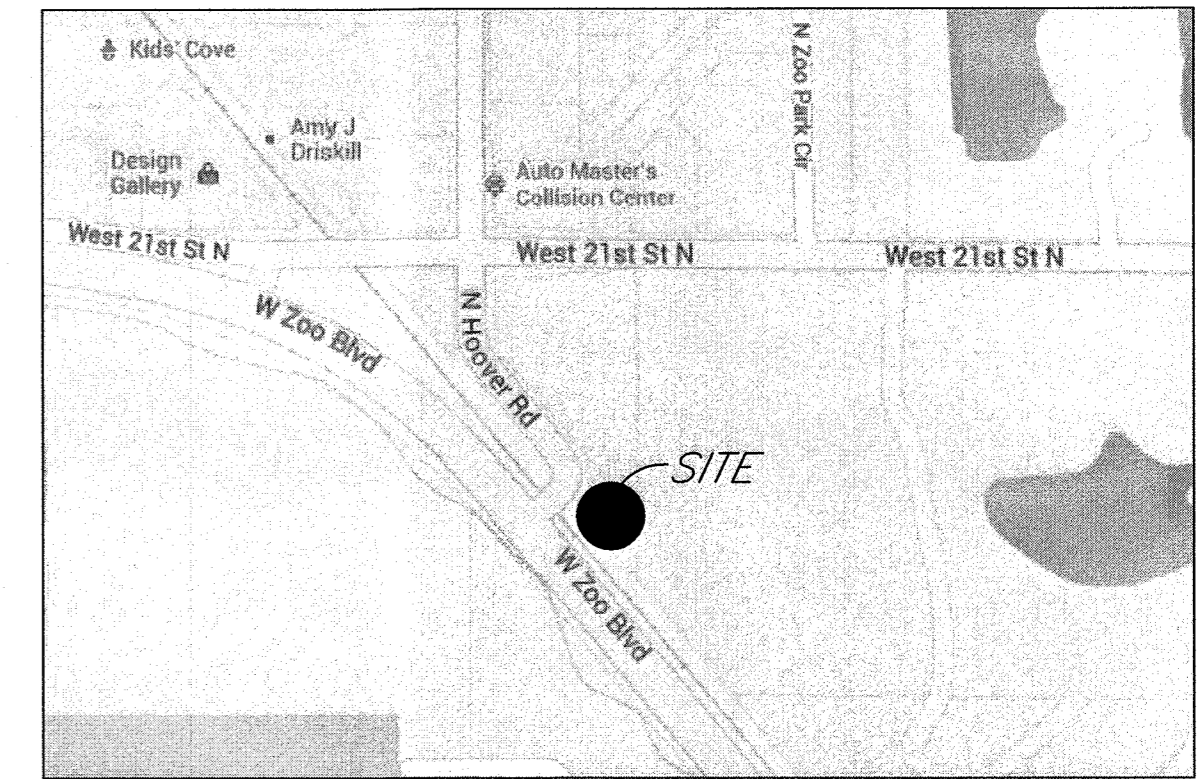 Kids' Cove
N Zoo Park Cir
Amy J
Driskill
Design
Gallery
Auto Master's
Collision Center
West 21st St N
West 21st St N
West 21st St N
W Zoo Blvd
N Hoover Rd
SITE
W Zoo Blvd